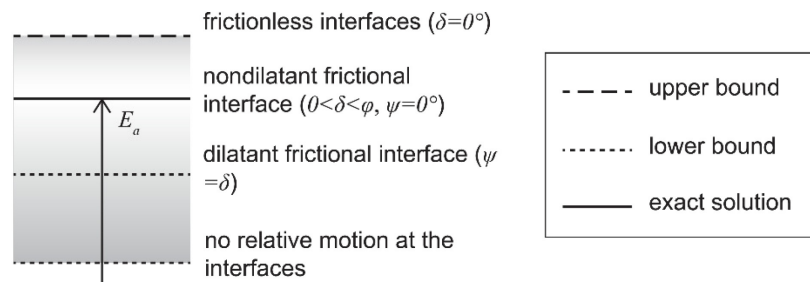 frictionless interfaces (δ=0°)
nondilatant frictional
interface (0<δ<φ, ψ=0°)
E_a
dilatant frictional interface (ψ
=δ)
no relative motion at the
interfaces
upper bound
lower bound
exact solution